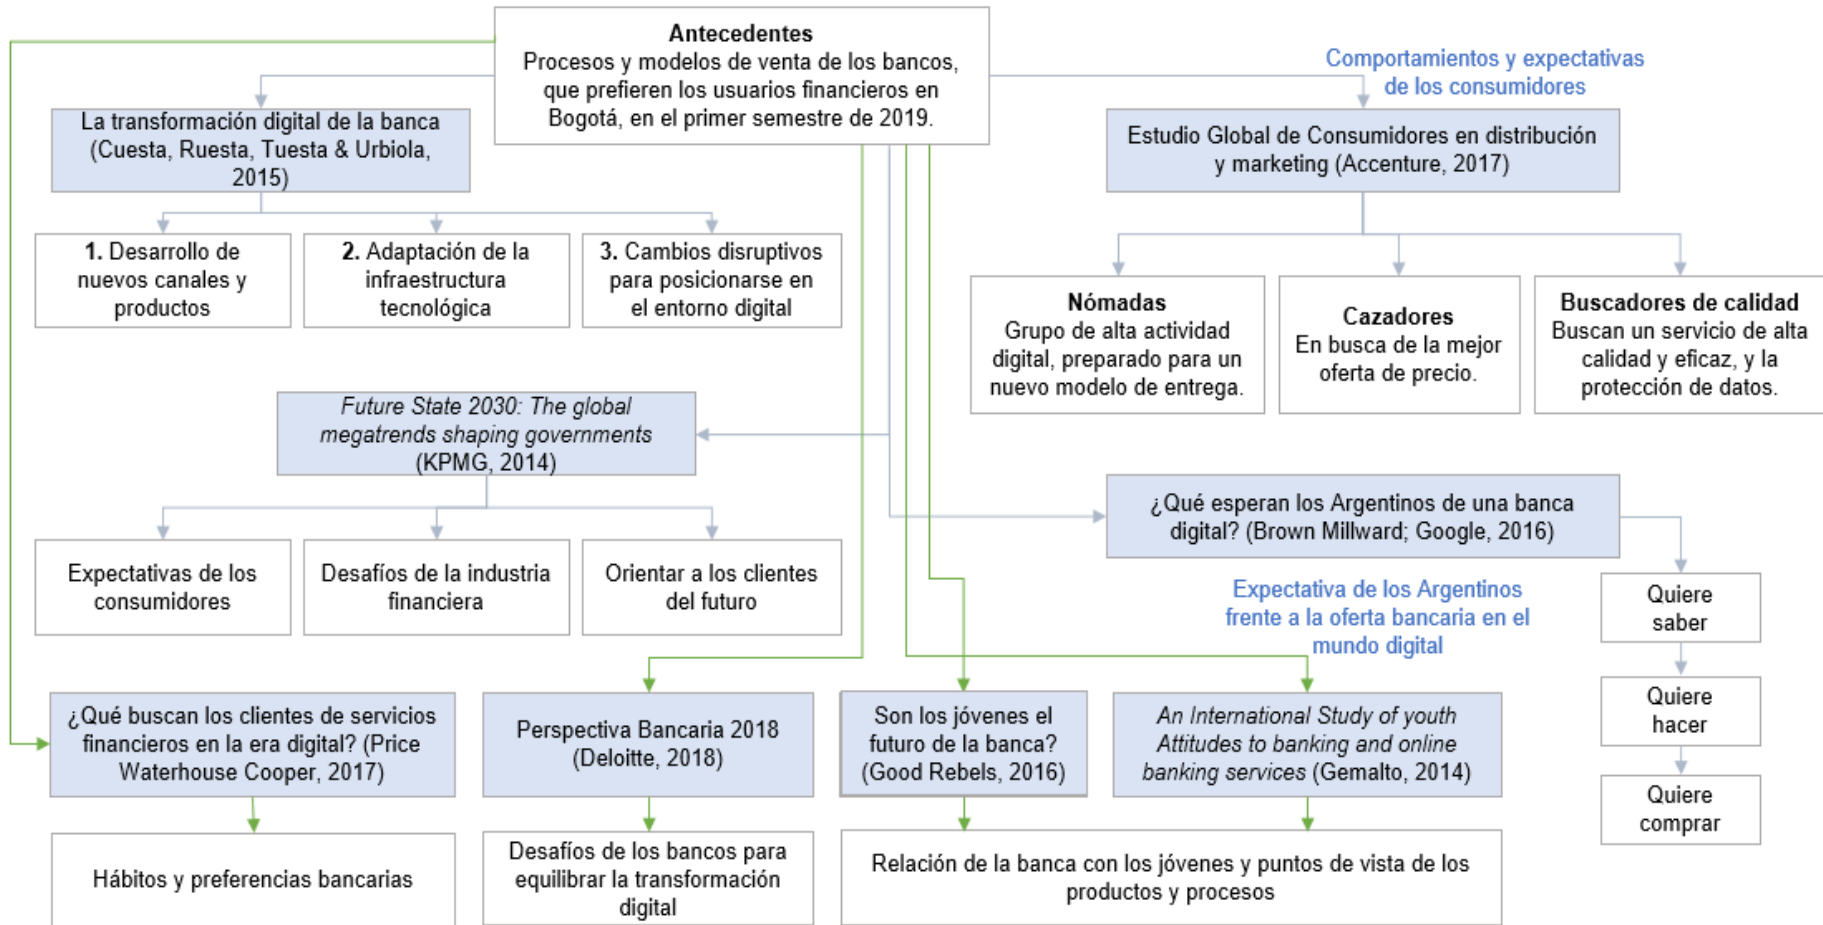 Antecedentes
Procesos y modelos de venta de los bancos,
que prefieren los usuarios financieros en
Bogotá, en el primer semestre de 2019.
Comportamientos y expectativas
de los consumidores
La transformación digital de la banca
(Cuesta, Ruesta, Tuesta & Urbiola,
2015)
Estudio Global de Consumidores en distribución
y marketing (Accenture, 2017)
1. Desarrollo de
nuevos canales y
productos
2. Adaptación de la
infraestructura
tecnológica
3. Cambios disruptivos
para posicionarse en
el entorno digital
Nómadas
Grupo de alta actividad
digital, preparado para un
nuevo modelo de entrega.
Cazadores
En busca de la mejor
oferta de precio.
Buscadores de calidad
Buscan un servicio de alta
calidad y eficaz, y la
protección de datos.
Future State 2030: The global
megatrends shaping governments
(KPMG, 2014)
¿Qué esperan los Argentinos de una banca
digital? (Brown Millward; Google, 2016)
Expectativas de los
consumidores
Desafíos de la industria
financiera
Orientar a los clientes
del futuro
Expectativa de los Argentinos
frente a la oferta bancaria en el
mundo digital
Quiere
saber
Quiere
hacer
Quiere
comprar
¿Qué buscan los clientes de servicios
financieros en la era digital? (Price
Waterhouse Cooper, 2017)
Perspectiva Bancaria 2018
(Deloitte, 2018)
Son los jóvenes el
futuro de la banca?
(Good Rebels, 2016)
An International Study of youth
Attitudes to banking and online
banking services (Gemalto, 2014)
Hábitos y preferencias bancarias
Desafíos de los bancos para
equilibrar la transformación
digital
Relación de la banca con los jóvenes y puntos de vista de los
productos y procesos